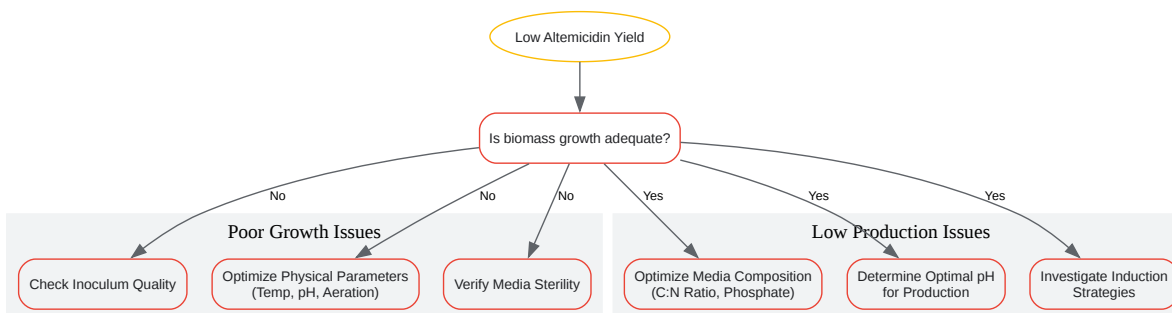 Low Altemicidin Yield
Is biomass growth adequate?
No
No
No
Yes
Yes
Yes
Poor Growth Issues
Low Production Issues
Check Inoculum Quality
Optimize Physical Parameters
(Temp, pH, Aeration)
Verify Media Sterility
Optimize Media Composition
(C:N Ratio, Phosphate)
Determine Optimal pH
for Production
Investigate Induction
Strategies